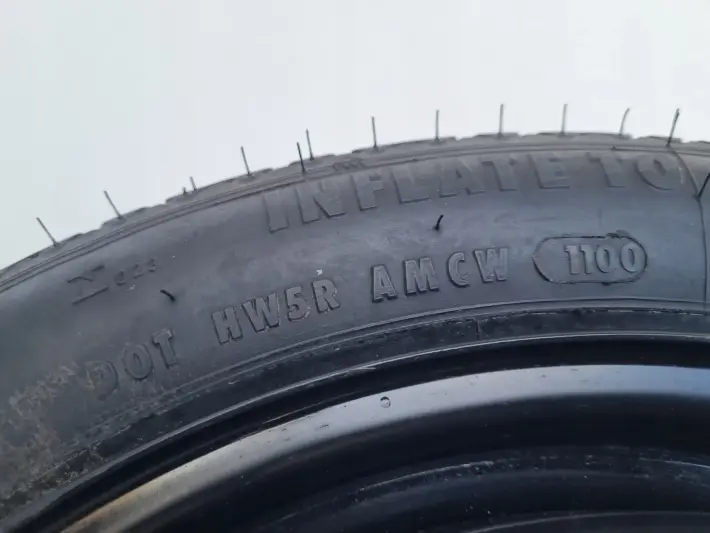 INFLATE TO
DOT HW5R AMCW 1100